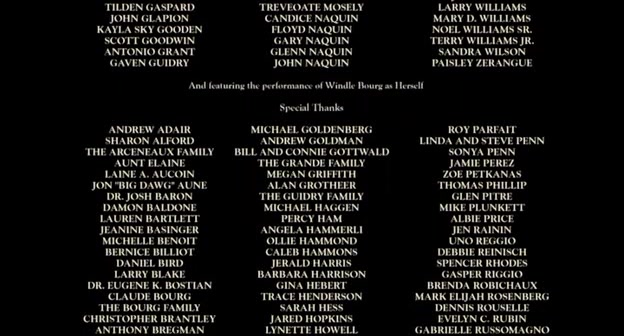 TILDEN GASPARD TREVEOATE MOSELY LARRY WILLIAMS
JOHN GLAPION CANDICE NAQUIN MARY D. WILLIAMS
KAYLA SKY GOODEN FLOYD NAQUIN NOEL WILLIAMS SR.
SCOTT GOODWIN GARY NAQUIN TERRY WILLIAMS JR.
ANTONIO GRANT GLENN NAQUIN SANDRA WILSON
GAVEN GUIDRY JOHN NAQUIN PAISLEY ZERANGUE
And featuring the performance of Windle Bourg as Herself
Special Thanks
ANDREW ADAIR MICHAEL GOLDENBERG ROY PARFAIT
SHARON ALFORD ANDREW GOLDMAN LINDA AND STEVE PENN
THE ARCENEAUX FAMILY BILL AND CONNIE GOTTWALD SONYA PENN
AUNT ELAINE THE GRANDE FAMILY JAMIE PEREZ
LAINE A. AUCOIN MEGAN GRIFFITH ZOE PETKANAS
JON "BIG DAWG" AUNE ALAN GROTHEER THOMAS PHILLIP
DR. JOSH BARON THE GUIDRY FAMILY GLEN PITRE
DAMON BALDONE MICHAEL HAGGEN MIKE PLUNKETT
LAUREN BARTLETT PERCY HAM ALBIE PRICE
JEANINE BASINGER ANGELA HAMMERLI JEN RAININ
MICHELLE BENOIT OLLIE HAMMOND UNO REGGIO
BERNICE BILLIOT CALEB HAMMONS DEBBIE REINISCH
DANIEL BIRD JERALD HARRIS SPENCER RHODES
LARRY BLAKE BARBARA HARRISON GASPER RIGGIO
DR. EUGENE K. BOSTIAN GINA HEBERT BRENDA ROBICHAUX
CLAUDE BOURG TRACE HENDERSON MARK ELIJAH ROSENBERG
THE BOURG FAMILY SARAH HESS DENNIS ROUSELLE
CHRISTOPHER BRANTLEY JARED HOPKINS EVELYN C. RUBIN
ANTHONY BREGMAN LYNETTE HOWELL GABRIELLE RUSSOMAGNO